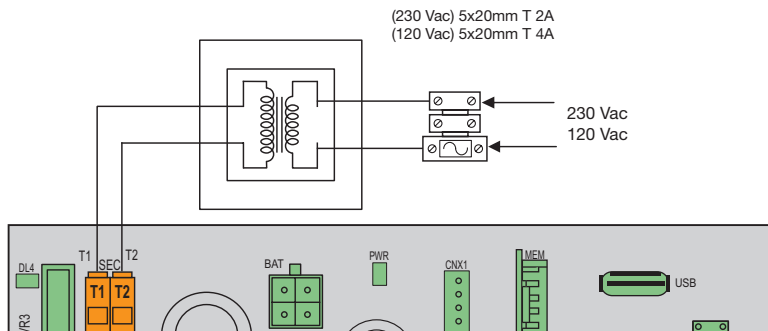 (230 Vac) 5x20mm T 2A
(120 Vac) 5x20mm T 4A
230 Vac
120 Vac
T1 SEC T2
DL4
T1 T2
BAT
PWR
CNX1
MEM
USB
VR3